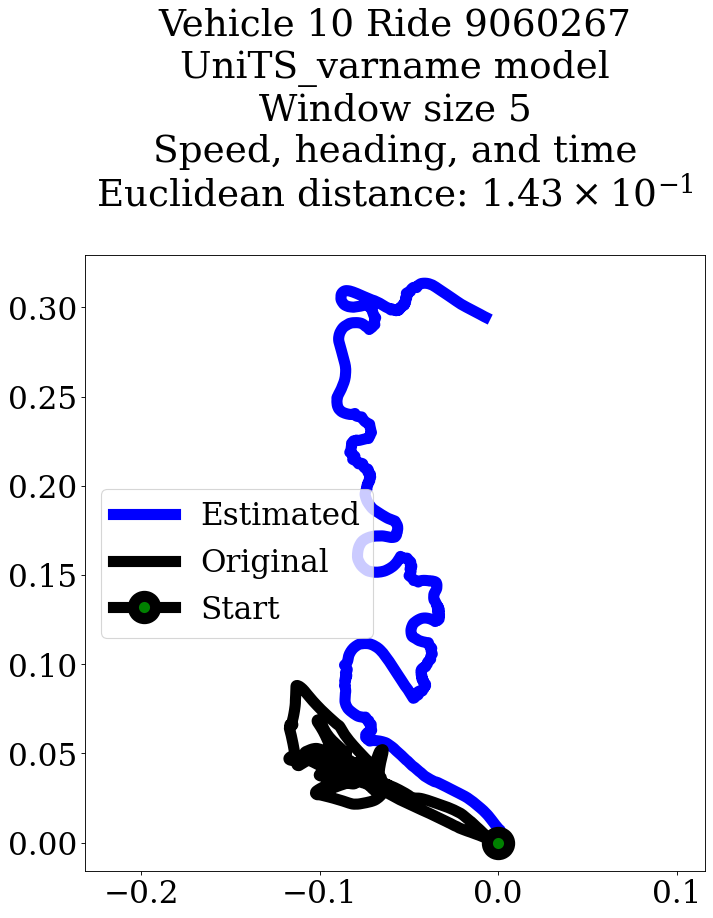 Vehicle 10 Ride 9060267
UniTS_varname model
Window size 5
Speed, heading, and time
Euclidean distance: 1.43 × 10⁻¹
0.30
0.25
0.20
0.15
0.10
0.05
0.00
Estimated
Original
Start
−0.2
−0.1
0.0
0.1